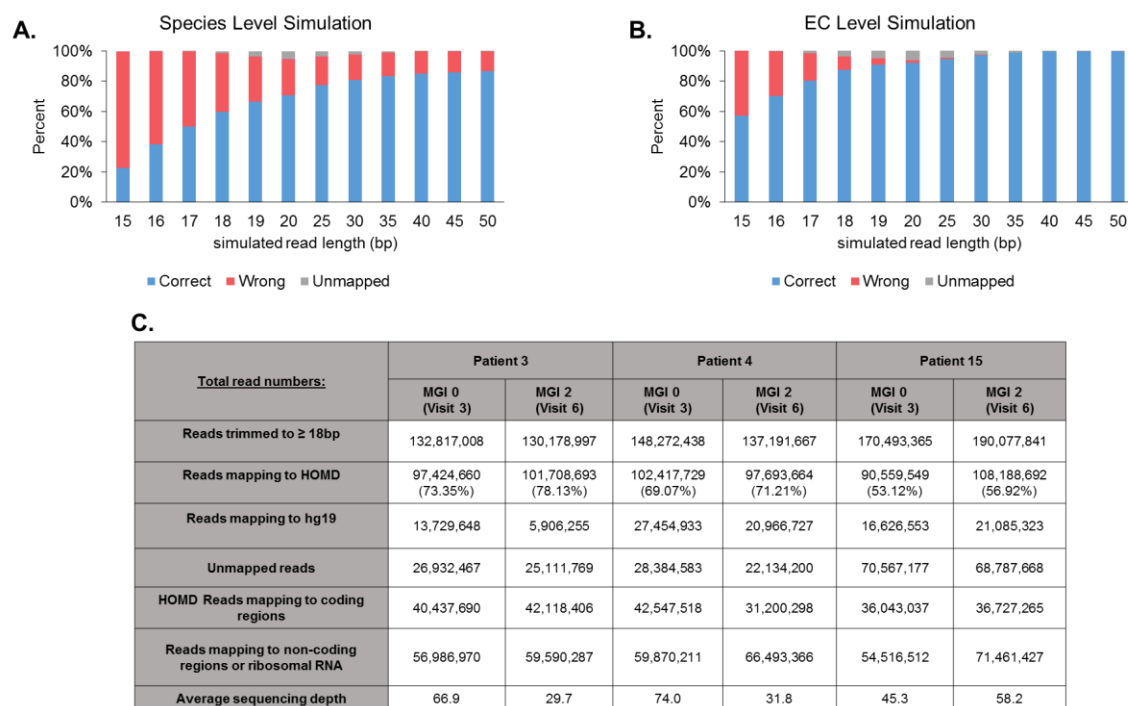 A.
Species Level Simulation
100%
80%
60%
40%
20%
0%
Percent
15 16 17 18 19 20 25 30 35 40 45 50
simulated read length (bp)
Correct Wrong Unmapped
B.
EC Level Simulation
100%
80%
60%
40%
20%
0%
Percent
15 16 17 18 19 20 25 30 35 40 45 50
simulated read length (bp)
Correct Wrong Unmapped
C.
Total read numbers: Patient 3 Patient 4 Patient 15
MGI 0 MGI 2 MGI 0 MGI 2 MGI 0 MGI 2
(Visit 3) (Visit 6) (Visit 3) (Visit 6) (Visit 3) (Visit 6)
Reads trimmed to ≥ 18bp 132,817,008 130,178,997 148,272,438 137,191,667 170,493,365 190,077,841
Reads mapping to HOMD 97,424,660 101,708,693 102,417,729 97,693,664 90,559,549 108,188,692
(73.35%) (78.13%) (69.07%) (71.21%) (53.12%) (56.92%)
Reads mapping to hg19 13,729,648 5,906,255 27,454,933 20,966,727 16,626,553 21,085,323
Unmapped reads 26,932,467 25,111,769 28,384,583 22,134,200 70,567,177 68,787,668
HOMD Reads mapping to coding
regions 40,437,690 42,118,406 42,547,518 31,200,298 36,043,037 36,727,265
Reads mapping to non-coding
regions or ribosomal RNA 56,986,970 59,590,287 59,870,211 66,493,366 54,516,512 71,461,427
Average sequencing depth 66.9 29.7 74.0 31.8 45.3 58.2